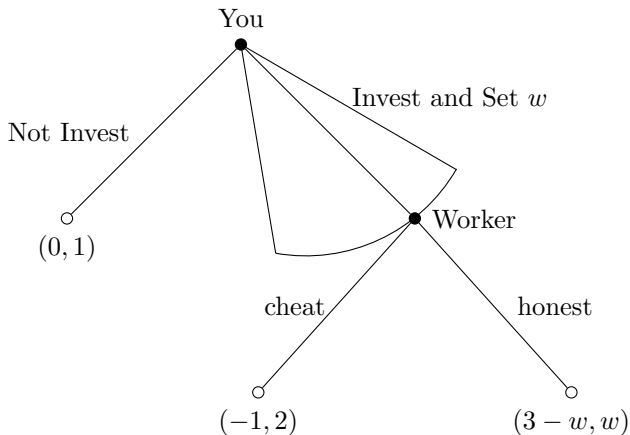 You
Invest and Set w
Not Invest
Worker
(0, 1)
cheat
honest
(−1, 2)
(3 − w, w)